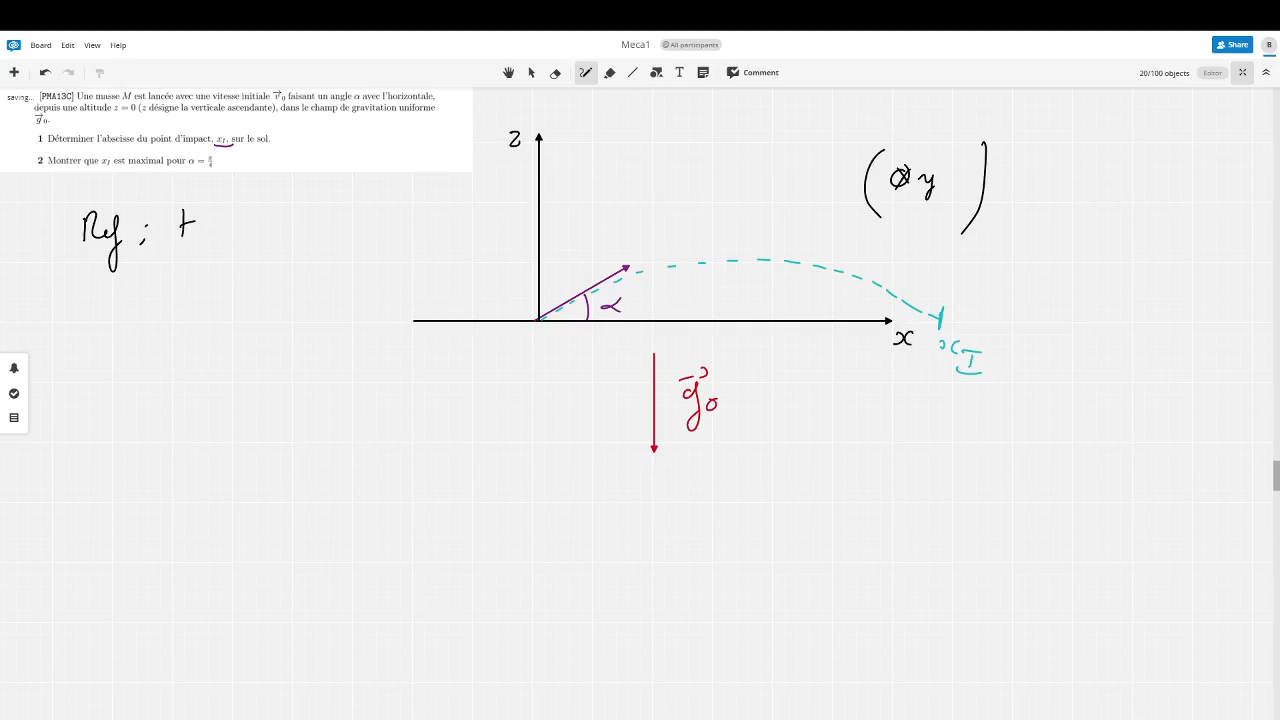 Board Edit View Help
Meca1 All participants
Share B
Comment
20/100 objects Editor
saving...
[PMA13C] Une masse M est lancée avec une vitesse initiale v⃗₀ faisant un angle α avec l'horizontale,
depuis une altitude z = 0 (z désigne la verticale ascendante), dans le champ de gravitation uniforme
g⃗₀.
1 Déterminer l'abscisse du point d'impact, x_I, sur le sol.
2 Montrer que x_I est maximal pour α = π/4
z
y
Ref ; t
α
x
x_I
g⃗₀